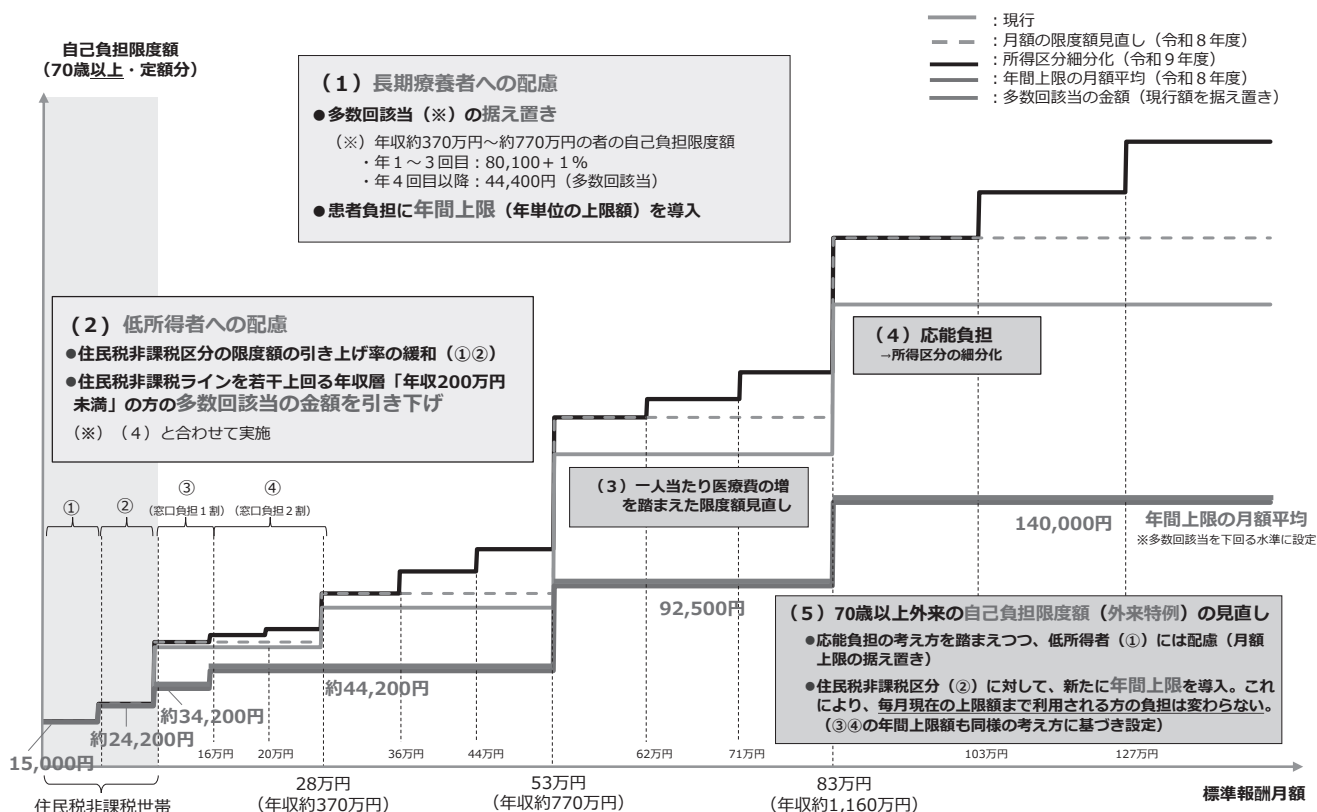 自己負担限度額
（70歳以上・定額分）
：現行
：月額の限度額見直し（令和８年度）
：所得区分細分化（令和９年度）
：年間上限の月額平均（令和８年度）
：多数回該当の金額（現行額を据え置き）
（１）長期療養者への配慮
●多数回該当（※）の据え置き
（※）年収約370万円～約770万円の者の自己負担限度額
・年１～３回目：80,100＋１％
・年４回目以降：44,400円（多数回該当）
●患者負担に年間上限（年単位の上限額）を導入
（２）低所得者への配慮
●住民税非課税区分の限度額の引き上げ率の緩和（①②）
●住民税非課税ラインを若干上回る年収層「年収200万円
未満」の方の多数回該当の金額を引き下げ
（※）（４）と合わせて実施
（４）応能負担
→所得区分の細分化
（３）一人当たり医療費の増
を踏まえた限度額見直し
①
②
③
（窓口負担１割）
④
（窓口負担２割）
140,000円
年間上限の月額平均
※多数回該当を下回る水準に設定
92,500円
約44,200円
約34,200円
約24,200円
15,000円
（５）70歳以上外来の自己負担限度額（外来特例）の見直し
●応能負担の考え方を踏まえつつ、低所得者（①）には配慮（月額
上限の据え置き）
●住民税非課税区分（②）に対して、新たに年間上限を導入。これ
により、毎月現在の上限額まで利用される方の負担は変わらない。
（③④の年間上限額も同様の考え方に基づき設定）
16万円
20万円
36万円
44万円
62万円
71万円
103万円
127万円
28万円
（年収約370万円）
53万円
（年収約770万円）
83万円
（年収約1,160万円）
標準報酬月額
住民税非課税世帯